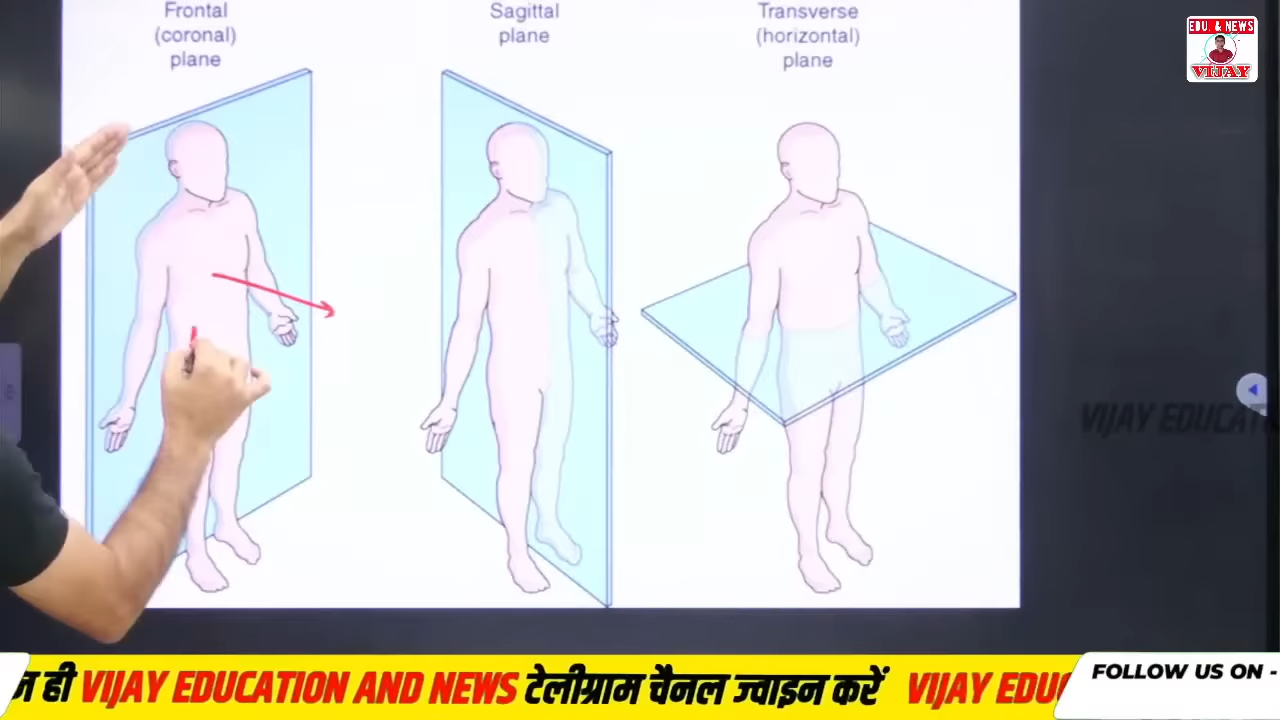 Frontal
(coronal)
plane
Sagittal
plane
Transverse
(horizontal)
plane
EDU. & NEWS
VIJAY
VIJAY EDUCATI
ही VIJAY EDUCATION AND NEWS टेलीग्राम चैनल ज्वाइन करें VIJAY EDUC
FOLLOW US ON -